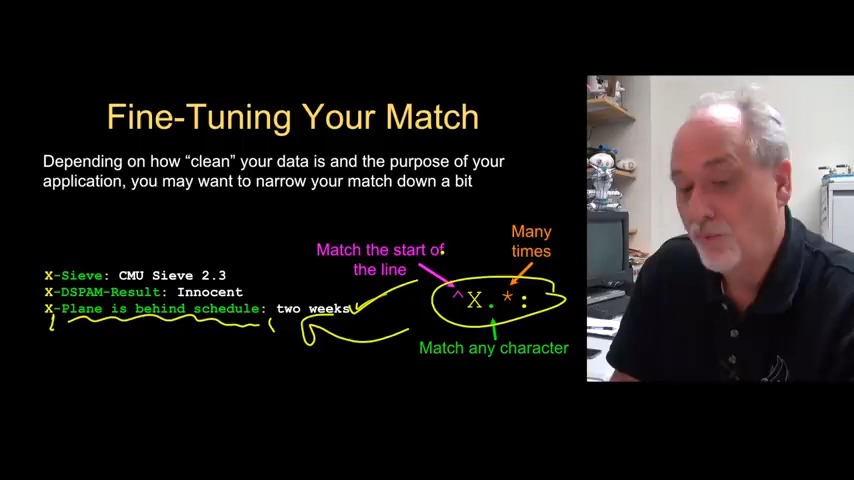 Fine-Tuning Your Match
Depending on how “clean” your data is and the purpose of your
application, you may want to narrow your match down a bit
Many
times
Match the start of
the line
X-Sieve: CMU Sieve 2.3
X-DSPAM-Result: Innocent
X-Plane is behind schedule: two weeks
^X.*:
Match any character